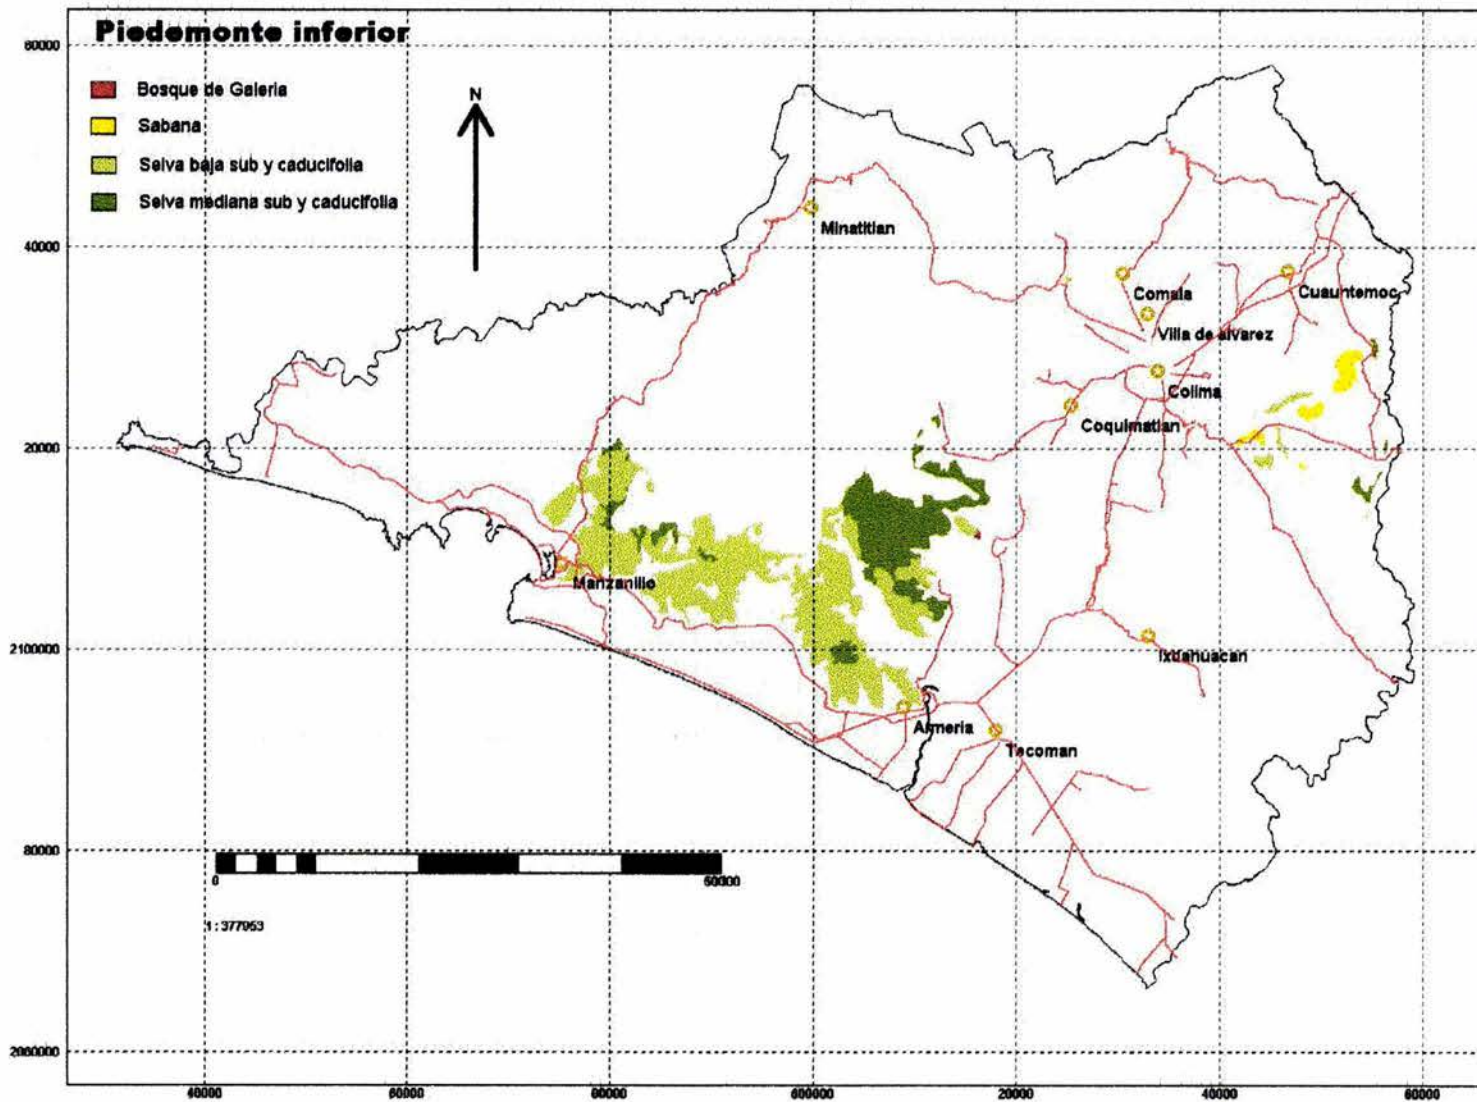 Piedemonte inferior
Bosque de Galeria
Sabana
Selva baja sub y caducifolia
Selva mediana sub y caducifolia
N
Minatitlan
Comala
Cuauhtemoc
Villa de alvarez
Colima
Coquimatlan
Manzanillo
Ixtlahuacan
Armeria
Tecoman
60000
40000
20000
2100000
80000
2060000
0
50000
1 : 377953
40000
60000
80000
600000
20000
40000
60000